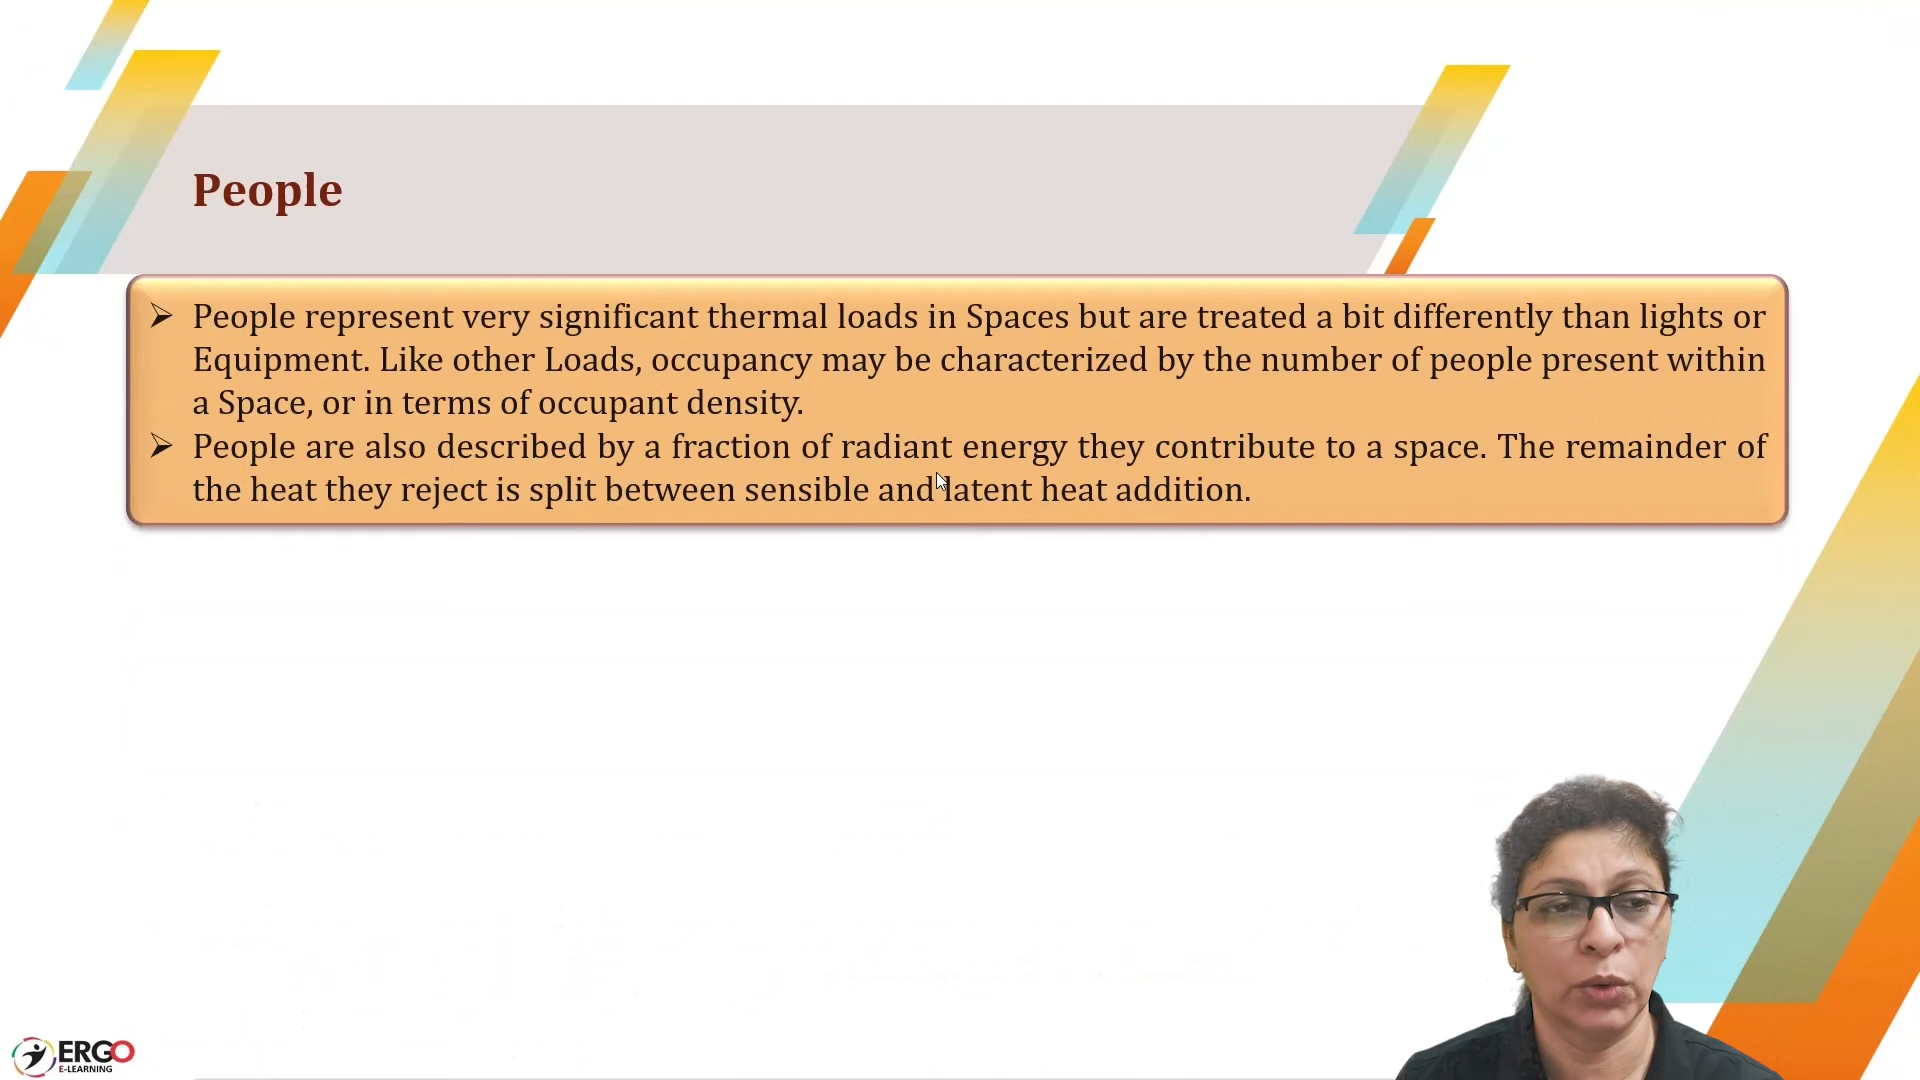 People
➢ People represent very significant thermal loads in Spaces but are treated a bit differently than lights or
Equipment. Like other Loads, occupancy may be characterized by the number of people present within
a Space, or in terms of occupant density.
➢ People are also described by a fraction of radiant energy they contribute to a space. The remainder of
the heat they reject is split between sensible and latent heat addition.
ERGO
E-LEARNING